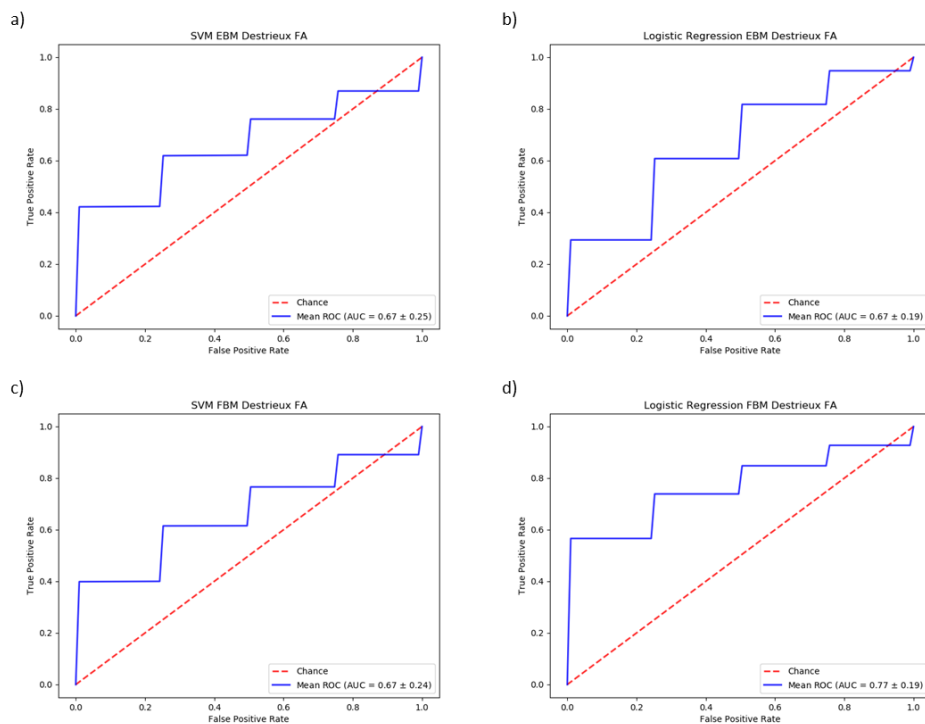 a)
SVM EBM Destrieux FA
1.0
0.8
0.6
0.4
0.2
0.0
True Positive Rate
0.0 0.2 0.4 0.6 0.8 1.0
False Positive Rate
Chance
Mean ROC (AUC = 0.67 ± 0.25)
b)
Logistic Regression EBM Destrieux FA
1.0
0.8
0.6
0.4
0.2
0.0
True Positive Rate
0.0 0.2 0.4 0.6 0.8 1.0
False Positive Rate
Chance
Mean ROC (AUC = 0.67 ± 0.19)
c)
SVM FBM Destrieux FA
1.0
0.8
0.6
0.4
0.2
0.0
True Positive Rate
0.0 0.2 0.4 0.6 0.8 1.0
False Positive Rate
Chance
Mean ROC (AUC = 0.67 ± 0.24)
d)
Logistic Regression FBM Destrieux FA
1.0
0.8
0.6
0.4
0.2
0.0
True Positive Rate
0.0 0.2 0.4 0.6 0.8 1.0
False Positive Rate
Chance
Mean ROC (AUC = 0.77 ± 0.19)